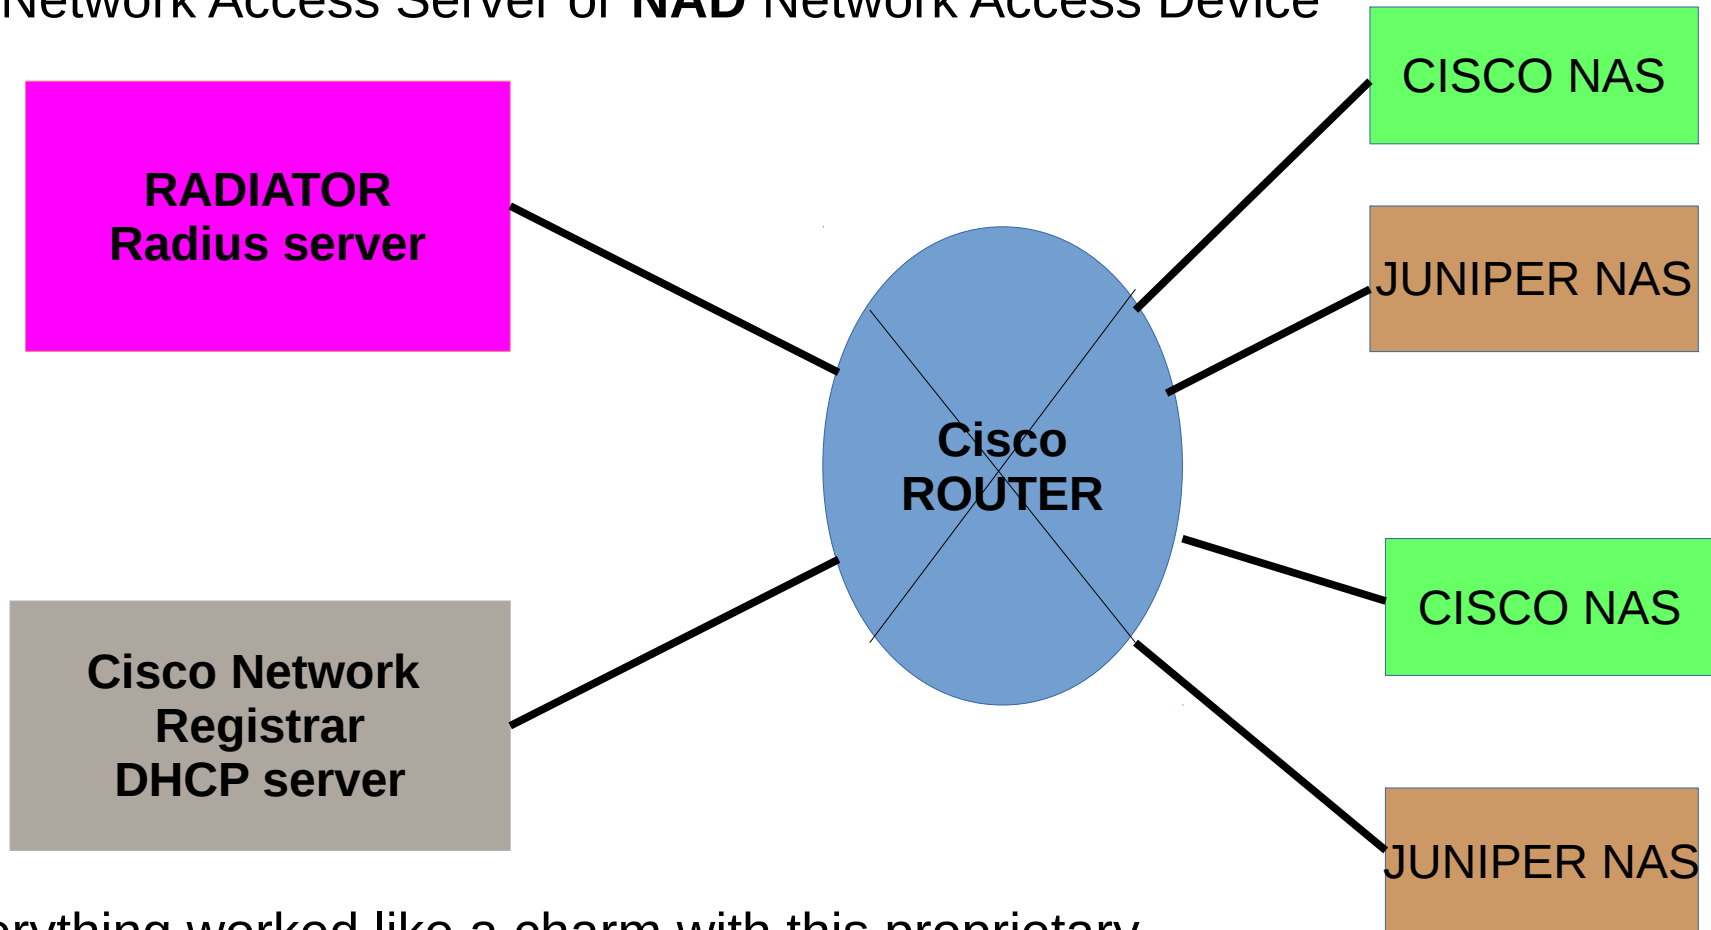 Network Access Server or NAD Network Access Device
CISCO NAS
RADIATOR
Radius server
JUNIPER NAS
Cisco
ROUTER
CISCO NAS
Cisco Network
Registrar
DHCP server
JUNIPER NAS
worked like a charm with this proprietary